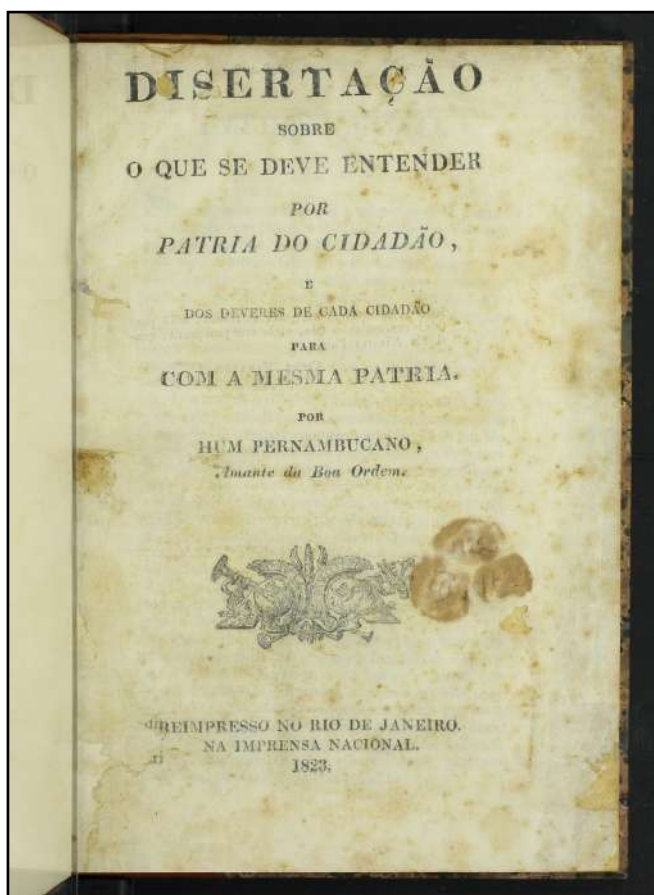 DISERTAÇÃO
SOBRE
O QUE SE DEVE ENTENDER
POR
PATRIA DO CIDADÃO,
E
DOS DEVERES DE CADA CIDADÃO
PARA
COM A MESMA PATRIA.
POR
HUM PERNAMBUCANO,
Amante da Boa Ordem.
REIMPRESSO NO RIO DE JANEIRO.
NA IMPRENSA NACIONAL.
1823.